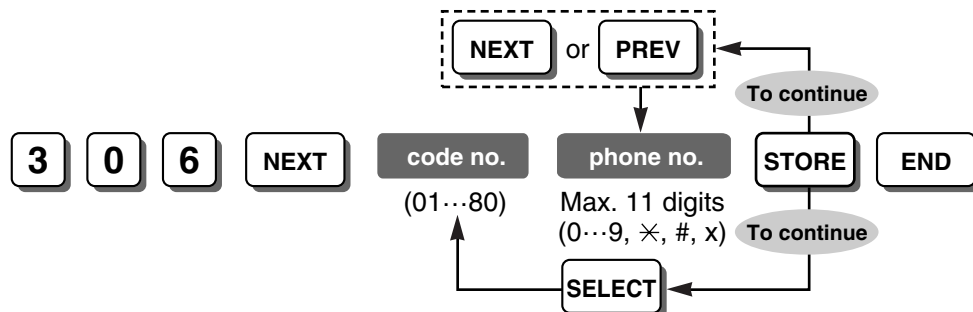 NEXT or PREV
To continue
3 0 6 NEXT code no. phone no. STORE END
(01···80) Max. 11 digits
(0···9, ✳, #, x) To continue
SELECT